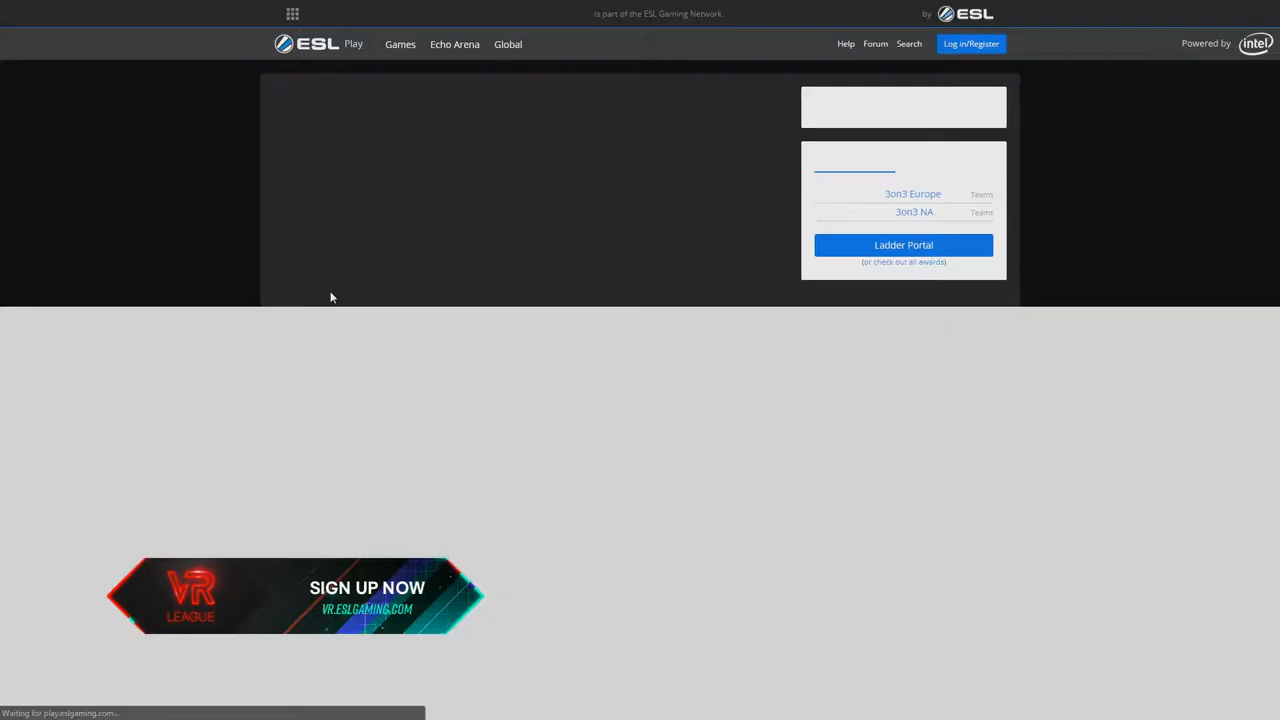 is part of the ESL Gaming Network
by ESL
ESL Play Games Echo Arena Global Help Forum Search Log in/Register Powered by intel
3on3 Europe Teams
3on3 NA Teams
Ladder Portal
(or check out all awards)
VR LEAGUE
SIGN UP NOW
VR.ESLGAMING.COM
Waiting for play.eslgaming.com...